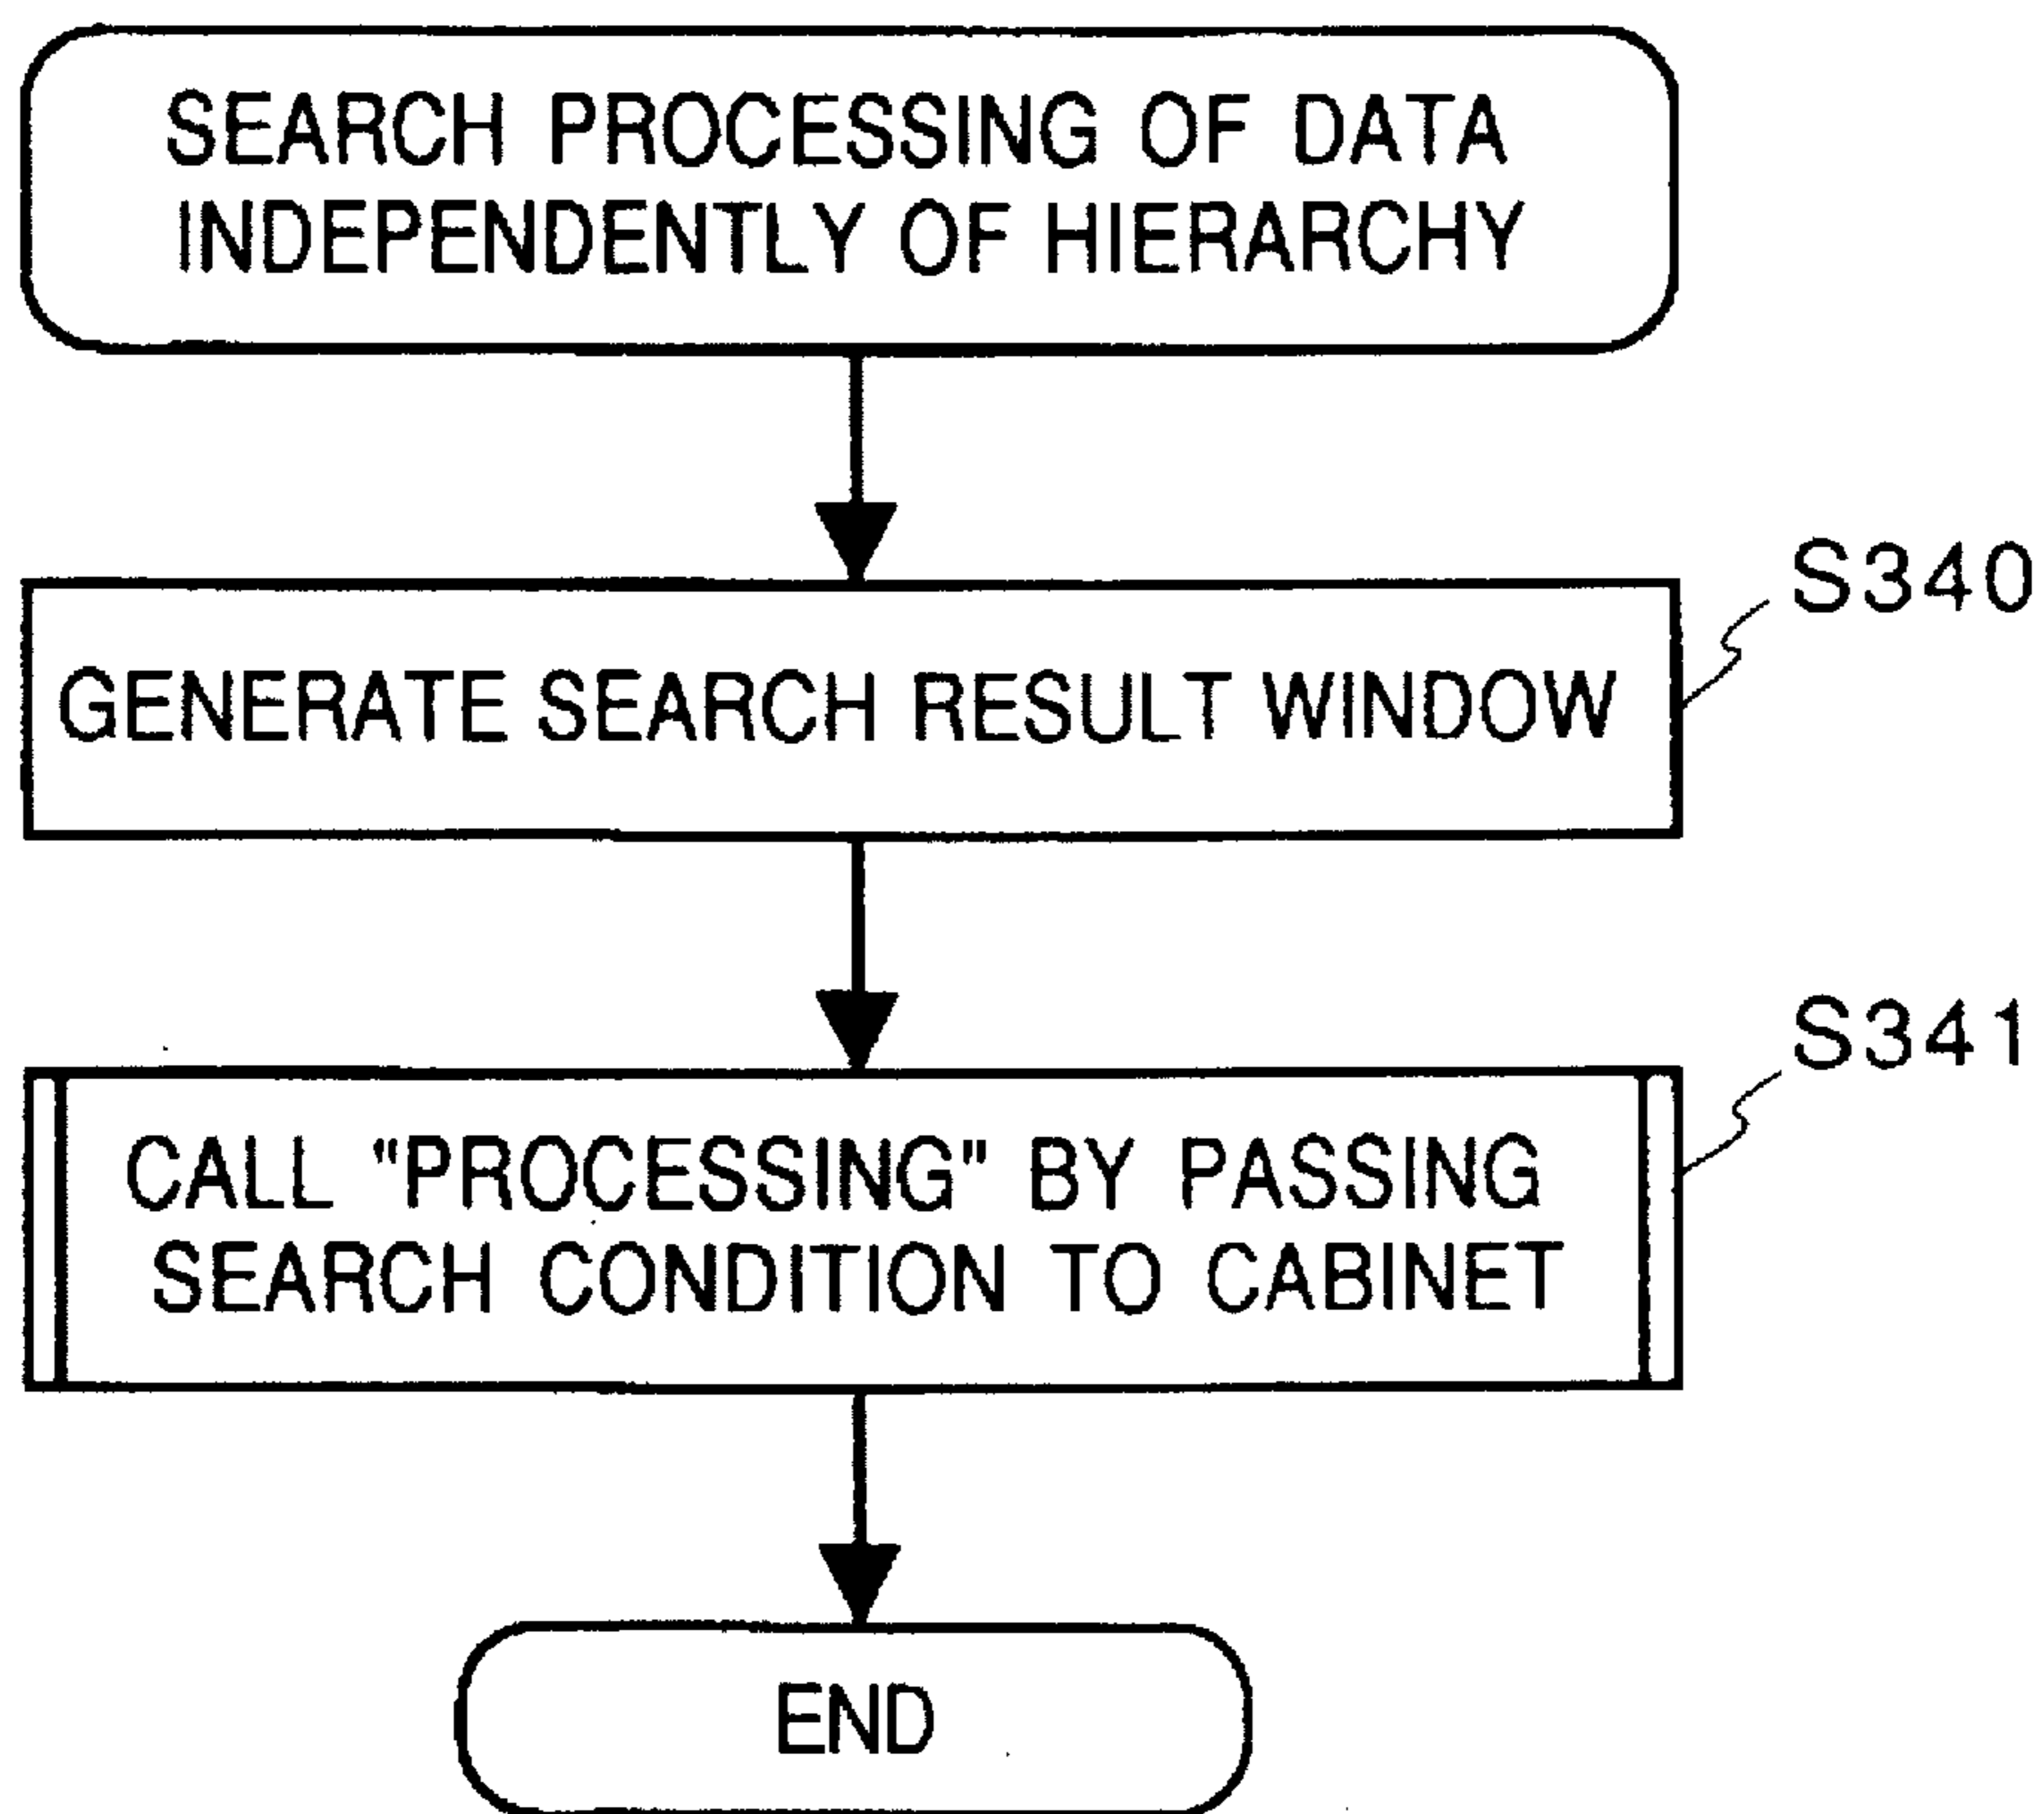 SEARCH PROCESSING OF DATA
INDEPENDENTLY OF HIERARCHY
S340
GENERATE SEARCH RESULT WINDOW
S341
CALL "PROCESSING" BY PASSING
SEARCH CONDITION TO CABINET
END